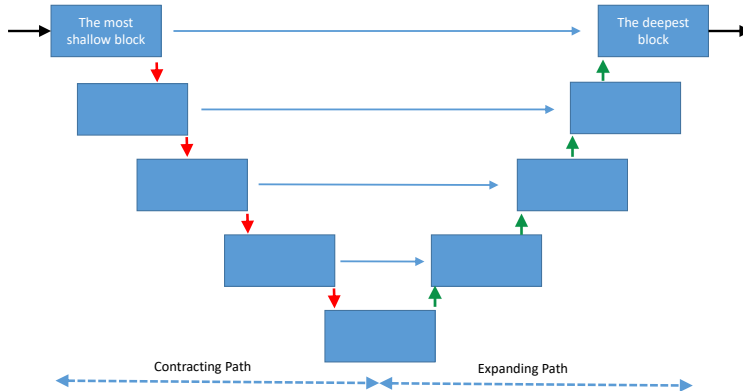 The most
shallow block
The deepest
block
Contracting Path
Expanding Path